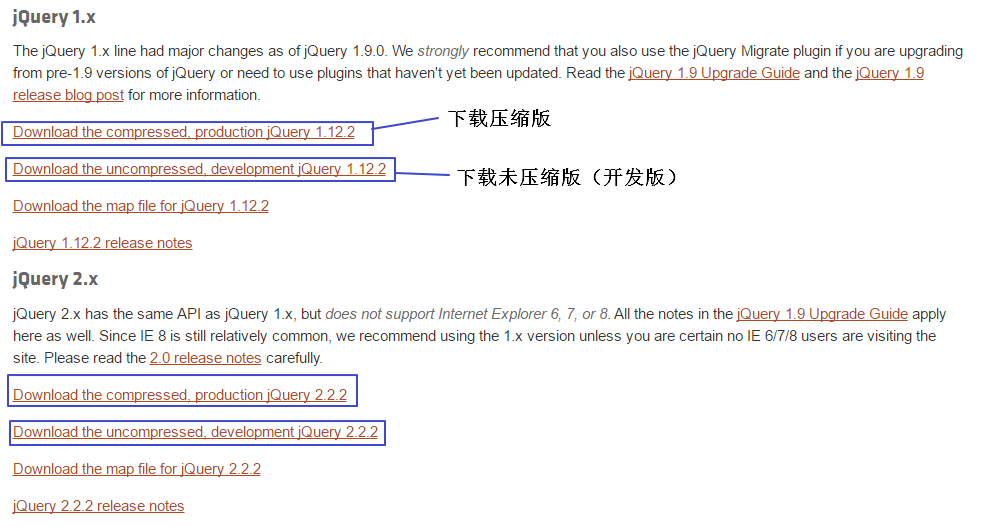 jQuery 1.x
The jQuery 1.x line had major changes as of jQuery 1.9.0. We strongly recommend that you also use the jQuery Migrate plugin if you are upgrading
from pre-1.9 versions of jQuery or need to use plugins that haven't yet been updated. Read the jQuery 1.9 Upgrade Guide and the jQuery 1.9
release blog post for more information.
Download the compressed, production jQuery 1.12.2
下载压缩版
Download the uncompressed, development jQuery 1.12.2
下载未压缩版（开发版）
Download the map file for jQuery 1.12.2
jQuery 1.12.2 release notes
jQuery 2.x
jQuery 2.x has the same API as jQuery 1.x, but does not support Internet Explorer 6, 7, or 8. All the notes in the jQuery 1.9 Upgrade Guide apply
here as well. Since IE 8 is still relatively common, we recommend using the 1.x version unless you are certain no IE 6/7/8 users are visiting the
site. Please read the 2.0 release notes carefully.
Download the compressed, production jQuery 2.2.2
Download the uncompressed, development jQuery 2.2.2
Download the map file for jQuery 2.2.2
jQuery 2.2.2 release notes